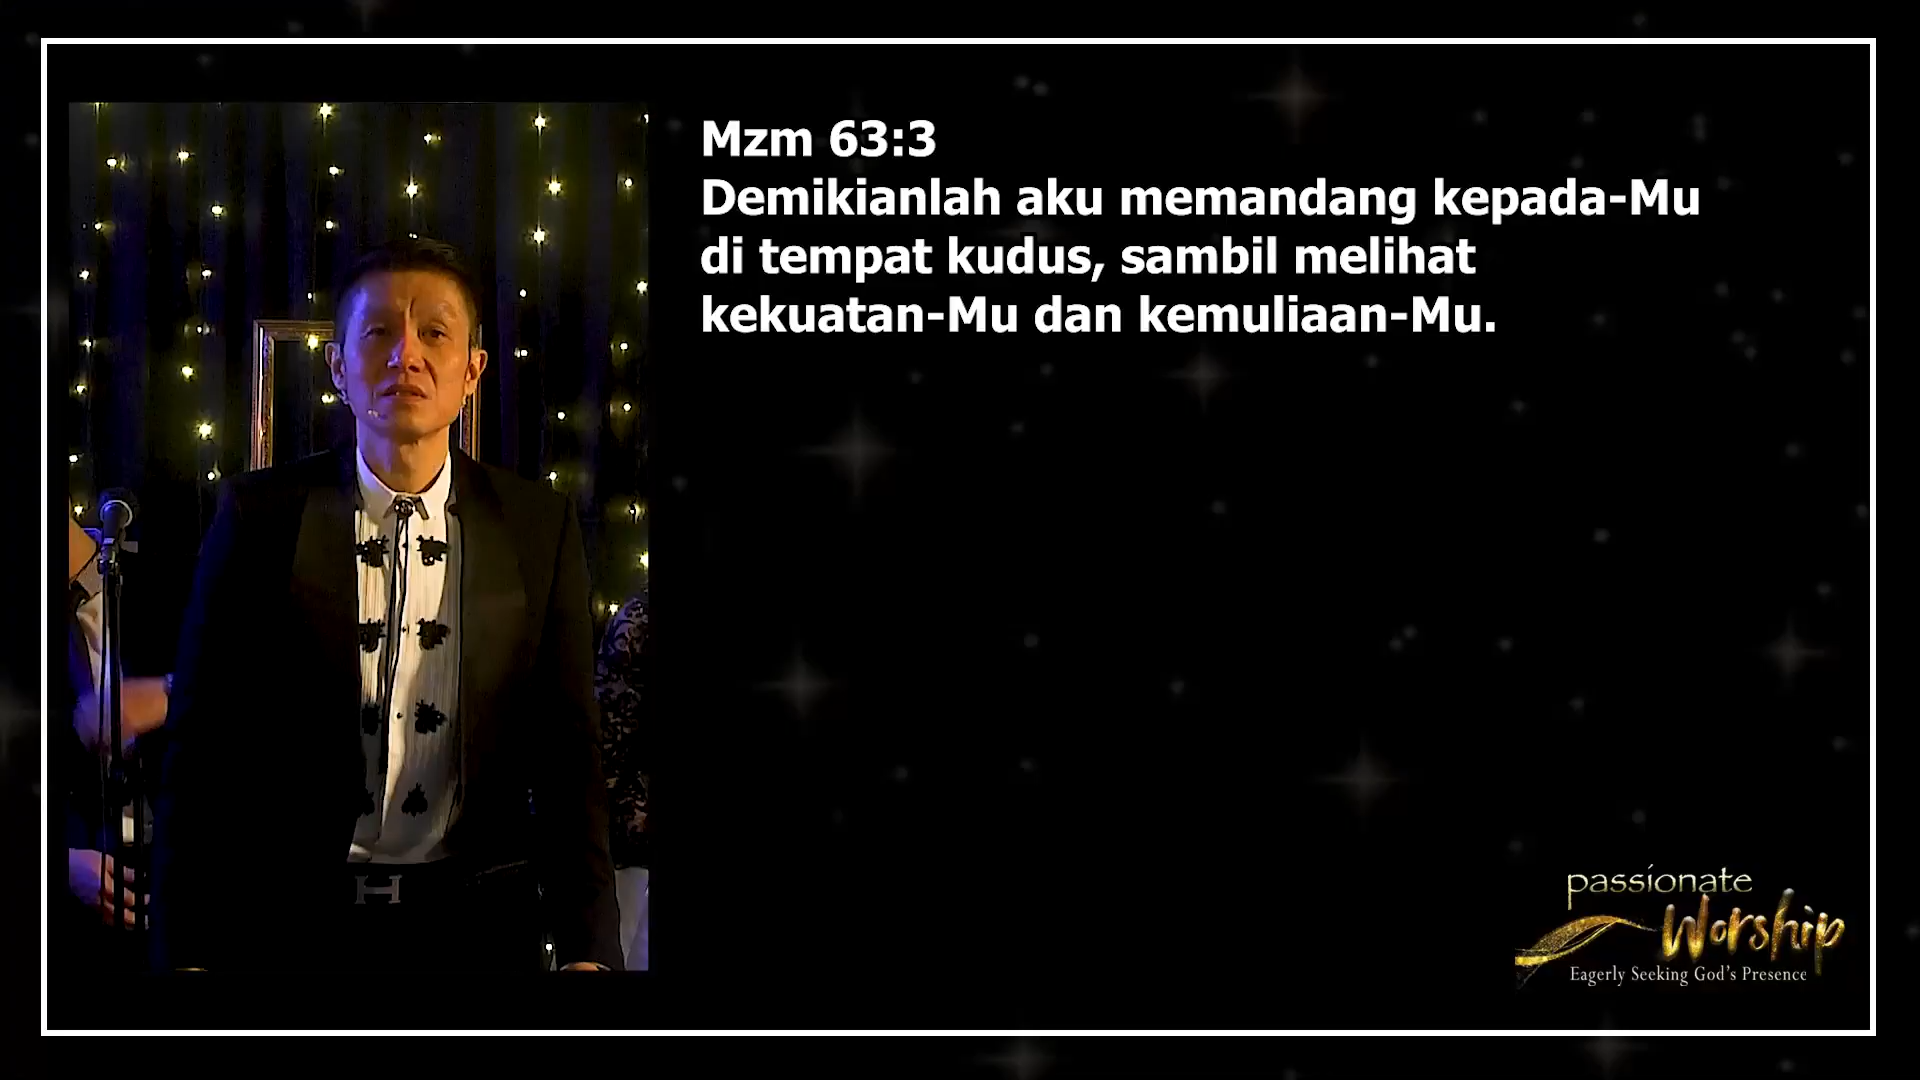 Mzm 63:3
Demikianlah aku memandang kepada-Mu
di tempat kudus, sambil melihat
kekuatan-Mu dan kemuliaan-Mu.
passionate
Worship
Eagerly Seeking God's Presence